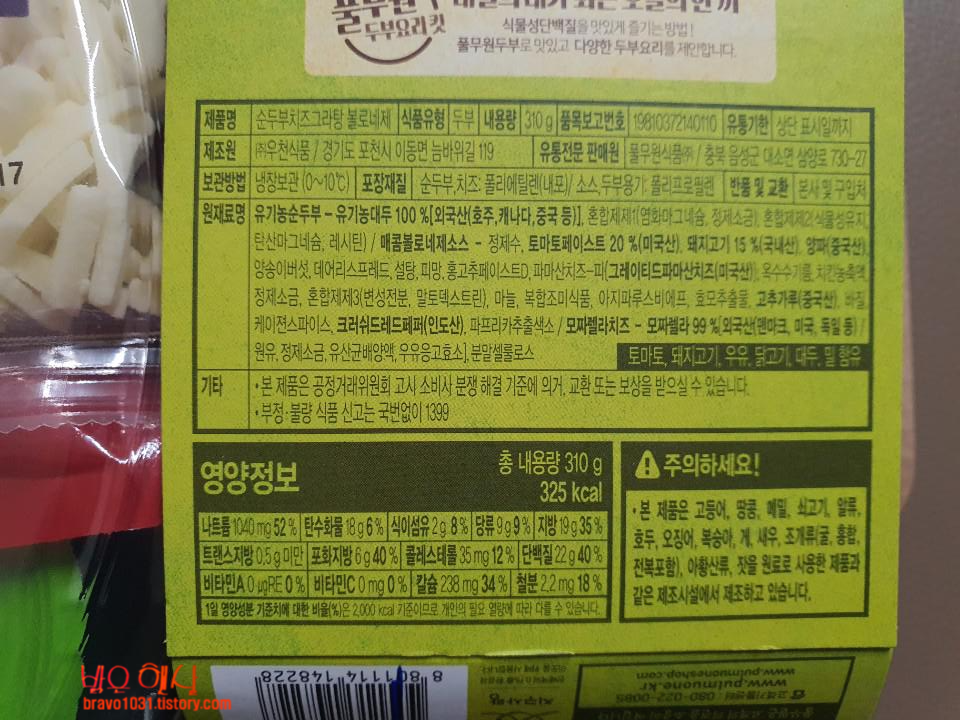 풀무원
두부요리킷
식물성단백질을 맛있게 즐기는 방법!
풀무원두부로 맛있고 다양한 두부요리를 제안합니다.
17
제품명 순두부치즈그라탕 볼로네제 식품유형 두부 내용량 310 g 품목보고번호 19810372140110 유통기한 상단 표시일까지
제조원 ㈜우천식품 / 경기도 포천시 이동면 늠바위길 119 유통전문 판매원 풀무원식품㈜ / 충북 음성군 대소면 삼양로 730-27
보관방법 냉장보관 (0~10℃) 포장재질 순두부,치즈: 폴리에틸렌(내포)/ 소스,두부용기: 폴리프로필렌 반품 및 교환 본사 및 구입처
원재료명 유기농순두부 - 유기농대두 100 %[외국산(호주,캐나다,중국 등)], 혼합제제1(염화마그네슘, 정제소금), 혼합제제2(식물성유지,
탄산마그네슘, 레시틴) / 매콤볼로네제소스 - 정제수, 토마토페이스트 20 %(미국산), 돼지고기 15 %(국내산), 양파(중국산),
양송이버섯, 데어리스프레드, 설탕, 피망, 홍고추페이스트D, 파마산치즈-피(그레이티드파마산치즈(미국산)), 옥수수기름, 치킨농축액,
정제소금, 혼합제제3(변성전분, 말토덱스트린), 마늘, 복합조미식품, 아지파루스비에프, 효모추출물, 고추가루(중국산), 바질,
케이젼스파이스, 크러쉬드레드페퍼(인도산), 파프리카추출색소 / 모짜렐라치즈 - 모짜렐라 99 %[외국산(덴마크, 미국, 독일 등) /
원유, 정제소금, 유산균배양액, 우유응고효소], 분말셀룰로스 토마토, 돼지고기, 우유, 닭고기, 대두, 밀 함유
기타 •본 제품은 공정거래위원회 고시 소비자 분쟁 해결 기준에 의거, 교환 또는 보상을 받으실 수 있습니다.
•부정·불량 식품 신고는 국번없이 1399
영양정보 총 내용량 310 g
325 kcal
나트륨 1040 mg 52 % 탄수화물 18 g 6 % 식이섬유 2 g 8 % 당류 9 g 9 % 지방 19 g 35 %
트랜스지방 0.5 g 미만 포화지방 6 g 40 % 콜레스테롤 35 mg 12 % 단백질 22 g 40 %
비타민A 0 μgRE 0 % 비타민C 0 mg 0 % 칼슘 238 mg 34 % 철분 2.2 mg 18 %
1일 영양성분 기준치에 대한 비율(%)은 2,000 kcal 기준이므로 개인의 필요 열량에 따라 다를 수 있습니다.
주의하세요!
•본 제품은 고등어, 땅콩, 메밀, 쇠고기, 알류,
호두, 오징어, 복숭아, 게, 새우, 조개류(굴, 홍합,
전복포함), 아황산류, 잣을 원료로 사용한 제품과
같은 제조시설에서 제조하고 있습니다.
8 801114 148228
www.pulmuoneshop.com
www.pulmuone.kr
고객기쁨센터 : 080-022-0085
밤은 헤시
bravo1031.tistory.com